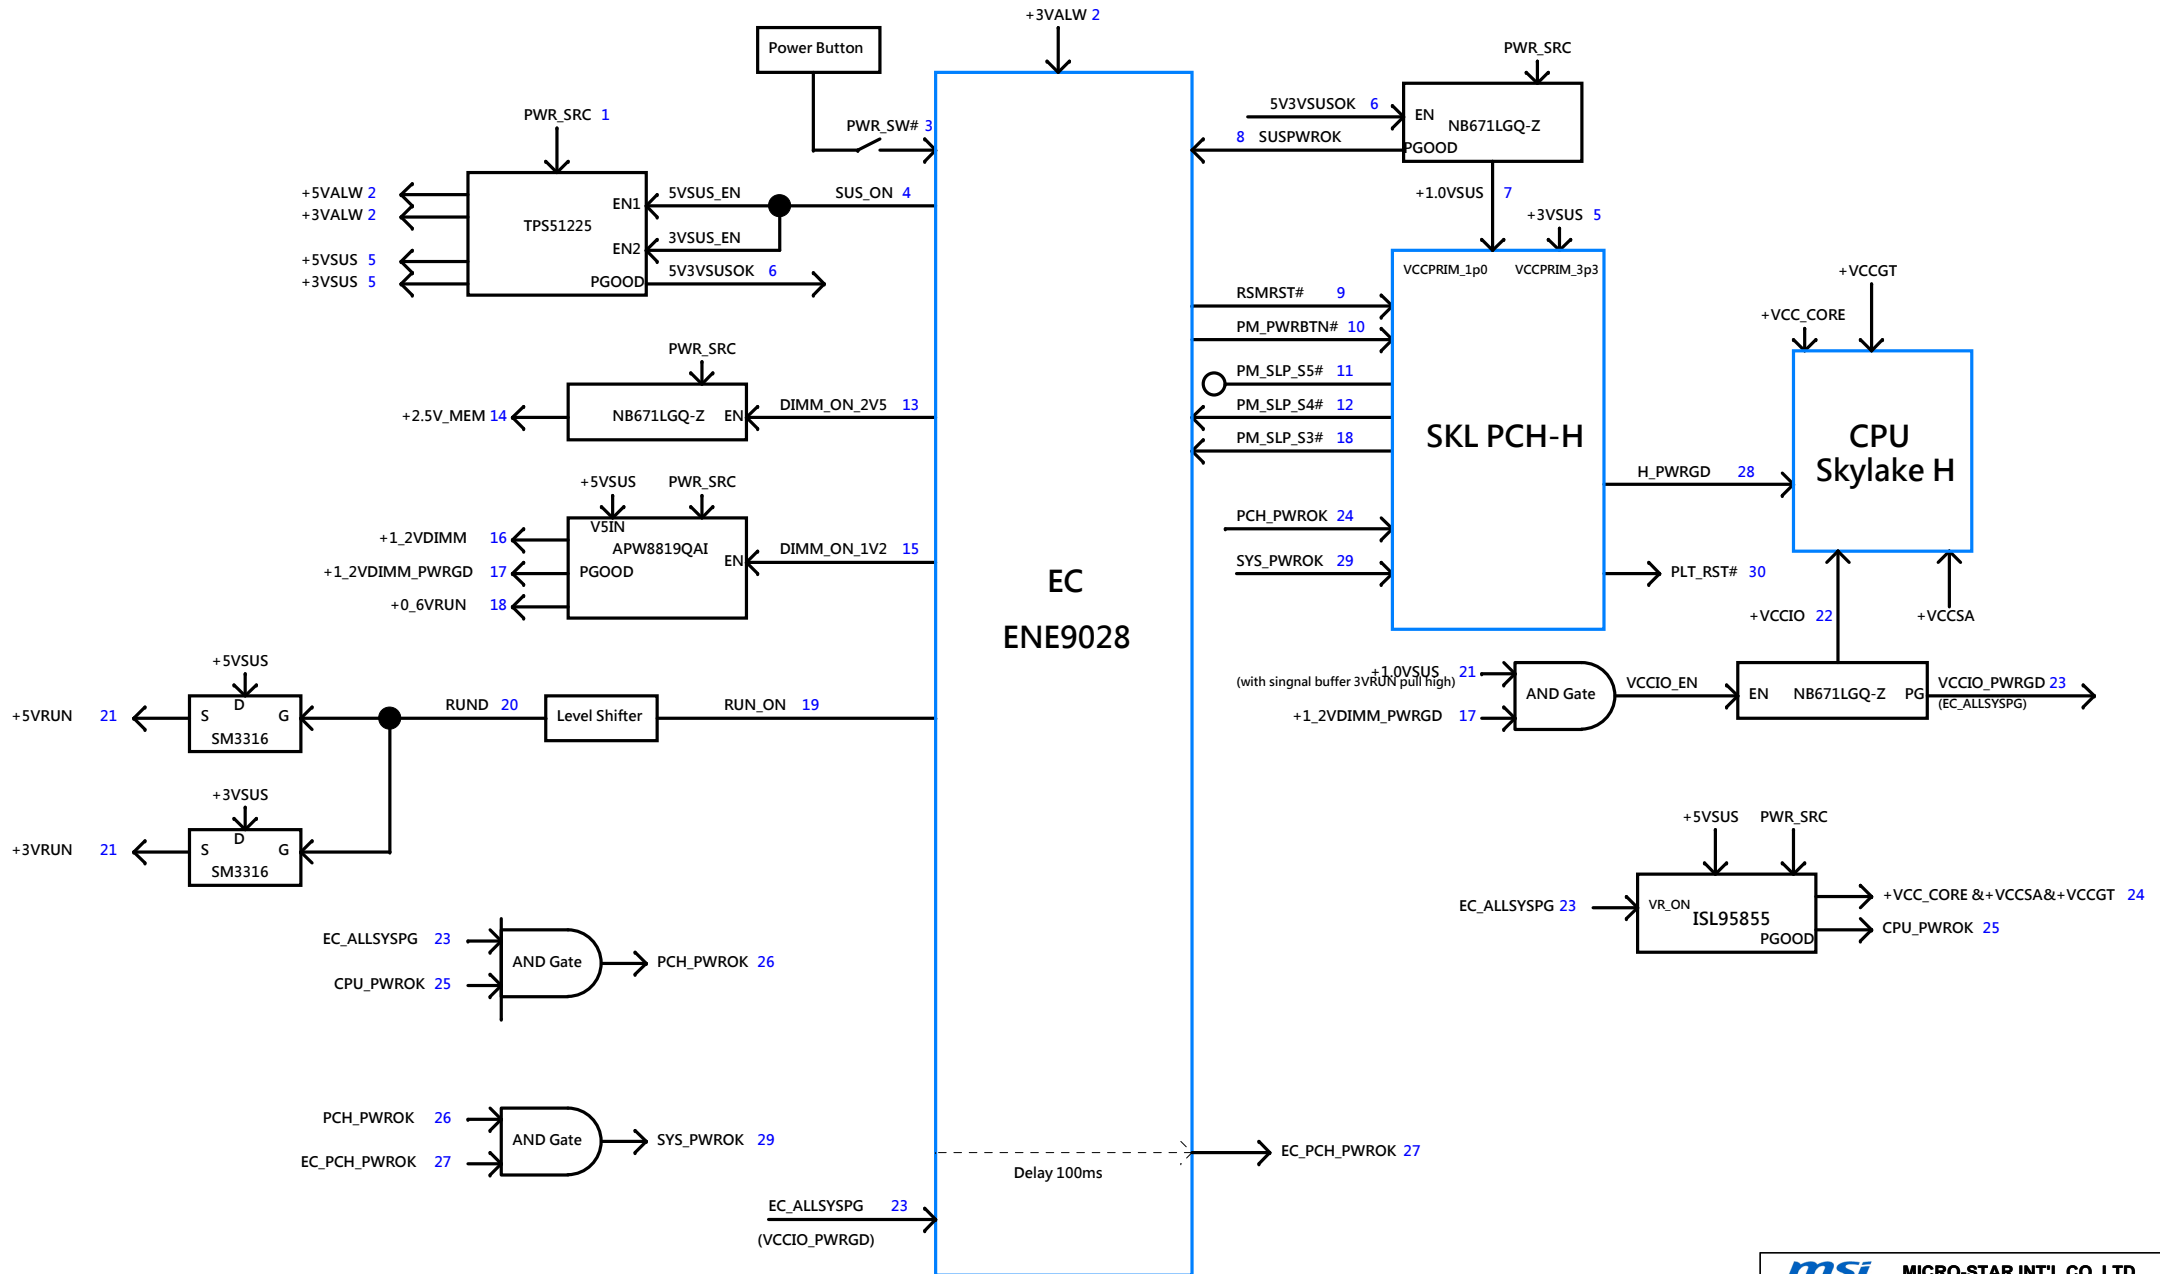 +3VALW 2
Power Button
PWR_SW# 3
PWR_SRC 1
+5VALW 2
+3VALW 2
+5VSUS 5
+3VSUS 5
TPS51225
EN1
EN2
PGOOD
5VSUS_EN
3VSUS_EN
SUS_ON 4
5V3VSUSOK 6
PWR_SRC
+2.5V_MEM 14
NB671LGQ-Z
EN
DIMM_ON_2V5 13
+5VSUS
PWR_SRC
V5IN
APW8819QAI
PGOOD
EN
+1_2VDIMM 16
+1_2VDIMM_PWRGD 17
+0_6VRUN 18
DIMM_ON_1V2 15
+5VSUS
D
S
G
SM3316
+5VRUN 21
RUND 20
Level Shifter
RUN_ON 19
+3VSUS
D
S
G
SM3316
+3VRUN 21
EC_ALLSYSPG 23
CPU_PWROK 25
AND Gate
PCH_PWROK 26
PCH_PWROK 26
EC_PCH_PWROK 27
AND Gate
SYS_PWROK 29
EC_ALLSYSPG 23
(VCCIO_PWRGD)
EC
ENE9028
Delay 100ms
EC_PCH_PWROK 27
PWR_SRC
5V3VSUSOK 6
8 SUSPWROK
EN
NB671LGQ-Z
PGOOD
+1.0VSUS 7
+3VSUS 5
VCCPRIM_1p0
VCCPRIM_3p3
RSMRST# 9
PM_PWRBTN# 10
PM_SLP_S5# 11
PM_SLP_S4# 12
PM_SLP_S3# 18
PCH_PWROK 24
SYS_PWROK 29
SKL PCH-H
H_PWRGD 28
PLT_RST# 30
+VCCGT
+VCC_CORE
CPU
Skylake H
+VCCIO 22
+VCCSA
+1.0VSUS 21
(with singnal buffer 3VRUN pull high)
+1_2VDIMM_PWRGD 17
AND Gate
VCCIO_EN
EN
NB671LGQ-Z
PG
VCCIO_PWRGD 23
(EC_ALLSYSPG)
+5VSUS
PWR_SRC
EC_ALLSYSPG 23
VR_ON
ISL95855
PGOOD
+VCC_CORE &+VCCSA&+VCCGT 24
CPU_PWROK 25
msi
MICRO-STAR INT'L CO.,LTD